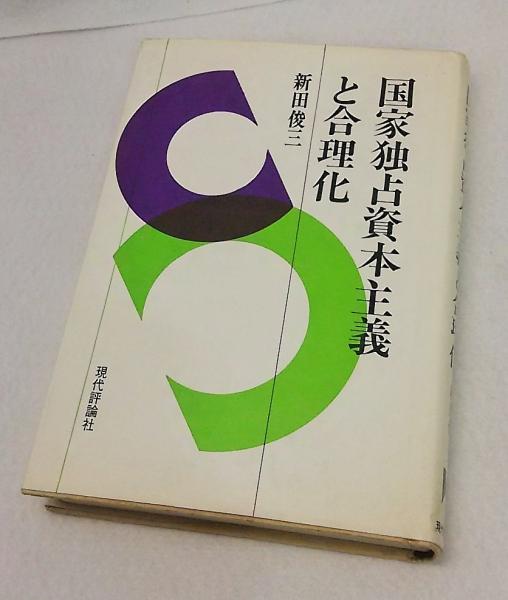 国家独占資本主義
と合理化
新田俊三
現代評論社